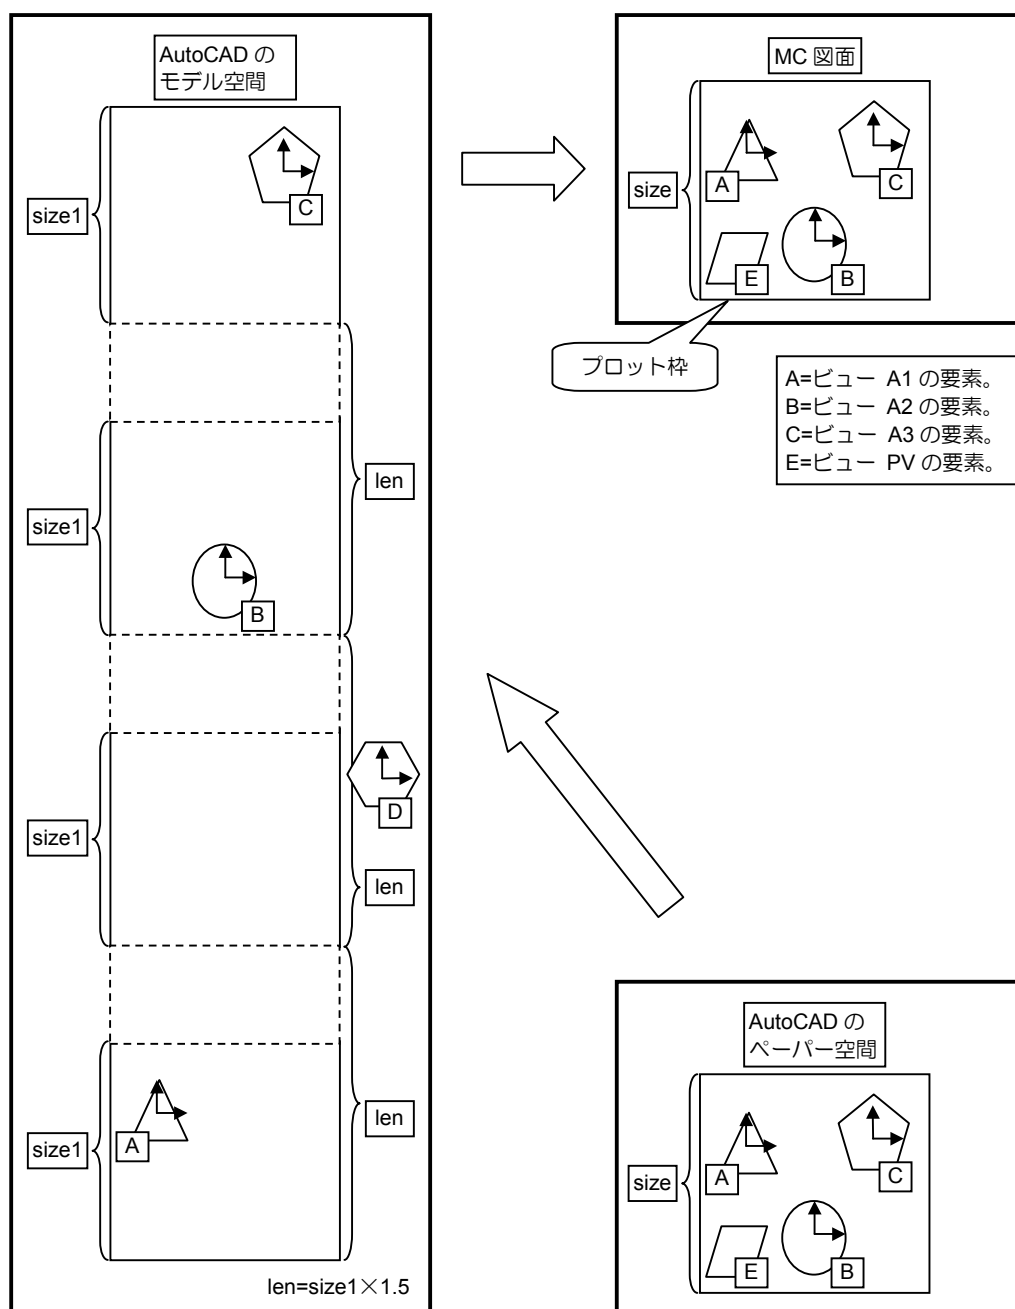 AutoCAD の
モデル空間
size1
C
size1
len
B
size1
D
len
size1
A
len
len=size1×1.5
MC 図面
size
A
C
E
B
プロット枠
A=ビュー A1 の要素。
B=ビュー A2 の要素。
C=ビュー A3 の要素。
E=ビュー PV の要素。
AutoCAD の
ペーパー空間
size
A
C
E
B